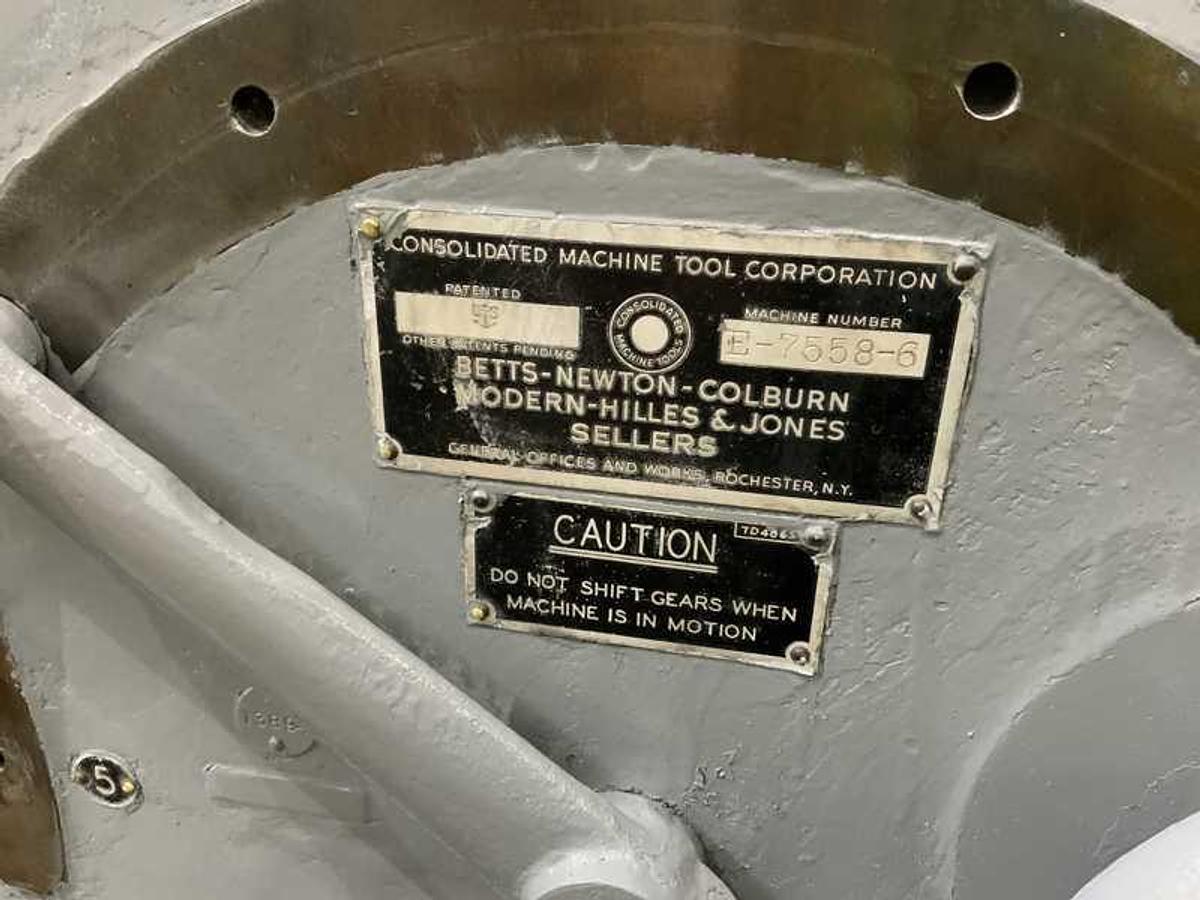 CONSOLIDATED MACHINE TOOL CORPORATION
PATENTED
OTHER PATENTS PENDING
CONSOLIDATED
MACHINE TOOLS
MACHINE NUMBER
E-7558-6
BETTS-NEWTON-COLBURN
MODERN-HILLES & JONES
SELLERS
GENERAL OFFICES AND WORKS, ROCHESTER, N.Y.
CAUTION
DO NOT SHIFT GEARS WHEN
MACHINE IS IN MOTION
5